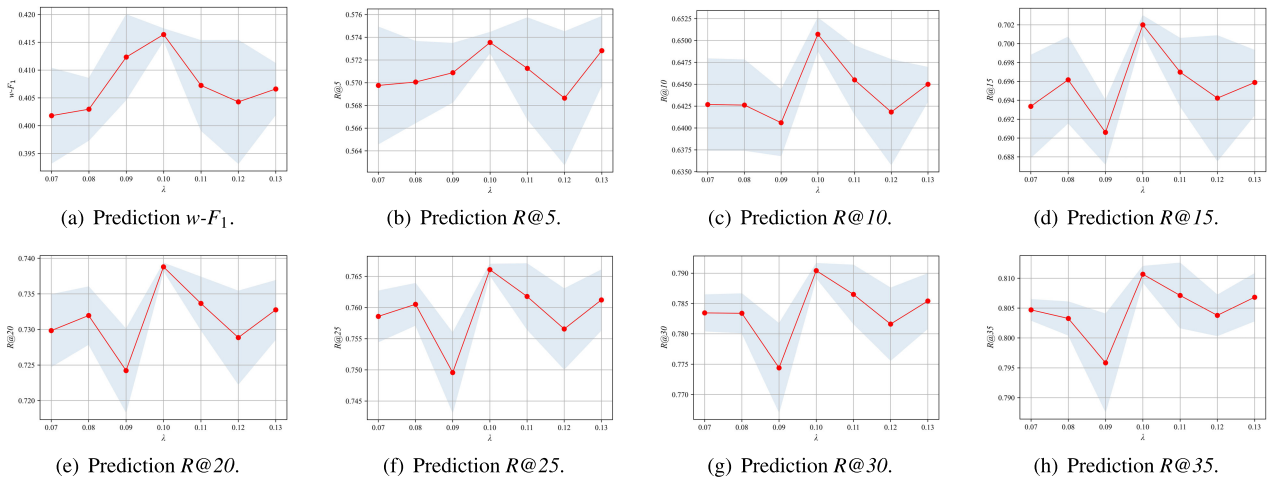 0.420
0.415
0.410
0.405
0.400
0.395
w-F1
0.07 0.08 0.09 0.10 0.11 0.12 0.13
λ
(a) Prediction w-F1.
0.576
0.574
0.572
0.570
0.568
0.566
0.564
R@5
0.07 0.08 0.09 0.10 0.11 0.12 0.13
λ
(b) Prediction R@5.
0.6525
0.6500
0.6475
0.6450
0.6425
0.6400
0.6375
0.6350
R@10
0.07 0.08 0.09 0.10 0.11 0.12 0.13
λ
(c) Prediction R@10.
0.702
0.700
0.698
0.696
0.694
0.692
0.690
0.688
R@15
0.07 0.08 0.09 0.10 0.11 0.12 0.13
λ
(d) Prediction R@15.
0.740
0.735
0.730
0.725
0.720
R@20
0.07 0.08 0.09 0.10 0.11 0.12 0.13
λ
(e) Prediction R@20.
0.765
0.760
0.755
0.750
0.745
R@25
0.07 0.08 0.09 0.10 0.11 0.12 0.13
λ
(f) Prediction R@25.
0.790
0.785
0.780
0.775
0.770
R@30
0.07 0.08 0.09 0.10 0.11 0.12 0.13
λ
(g) Prediction R@30.
0.810
0.805
0.800
0.795
0.790
R@35
0.07 0.08 0.09 0.10 0.11 0.12 0.13
λ
(h) Prediction R@35.